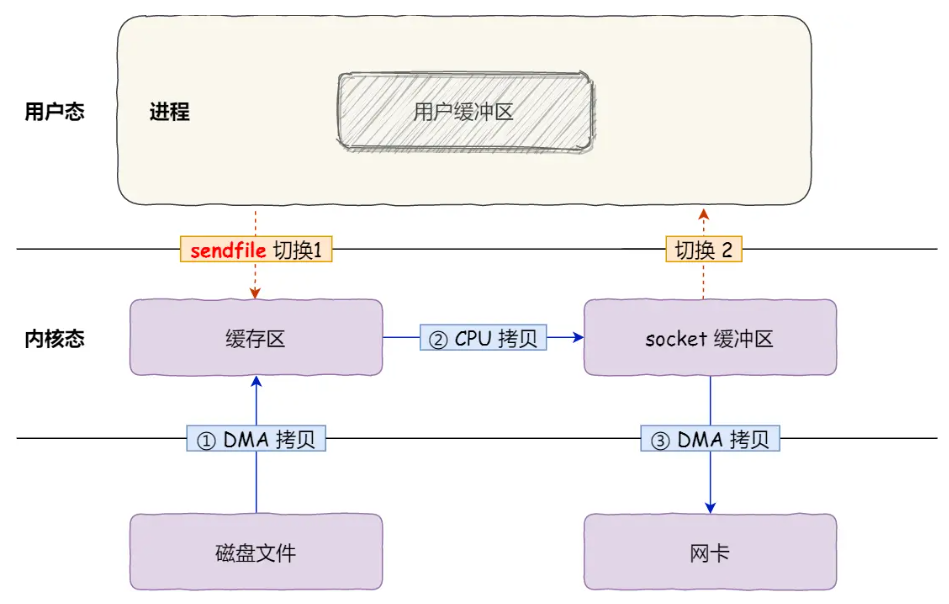 用户态
进程
用户缓冲区
sendfile 切换1
切换 2
内核态
缓存区
② CPU 拷贝
socket 缓冲区
① DMA 拷贝
③ DMA 拷贝
磁盘文件
网卡